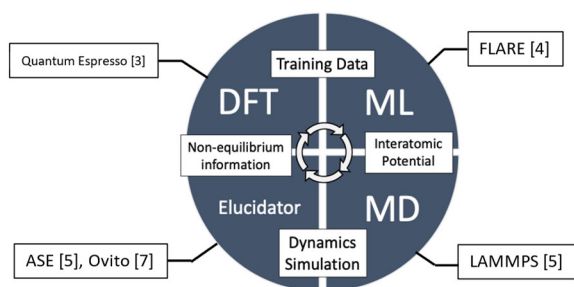 Quantum Espresso [3]
FLARE [4]
Training Data
DFT
ML
Non-equilibrium
information
Interatomic
Potential
Elucidator
MD
Dynamics
Simulation
ASE [5], Ovito [7]
LAMMPS [5]